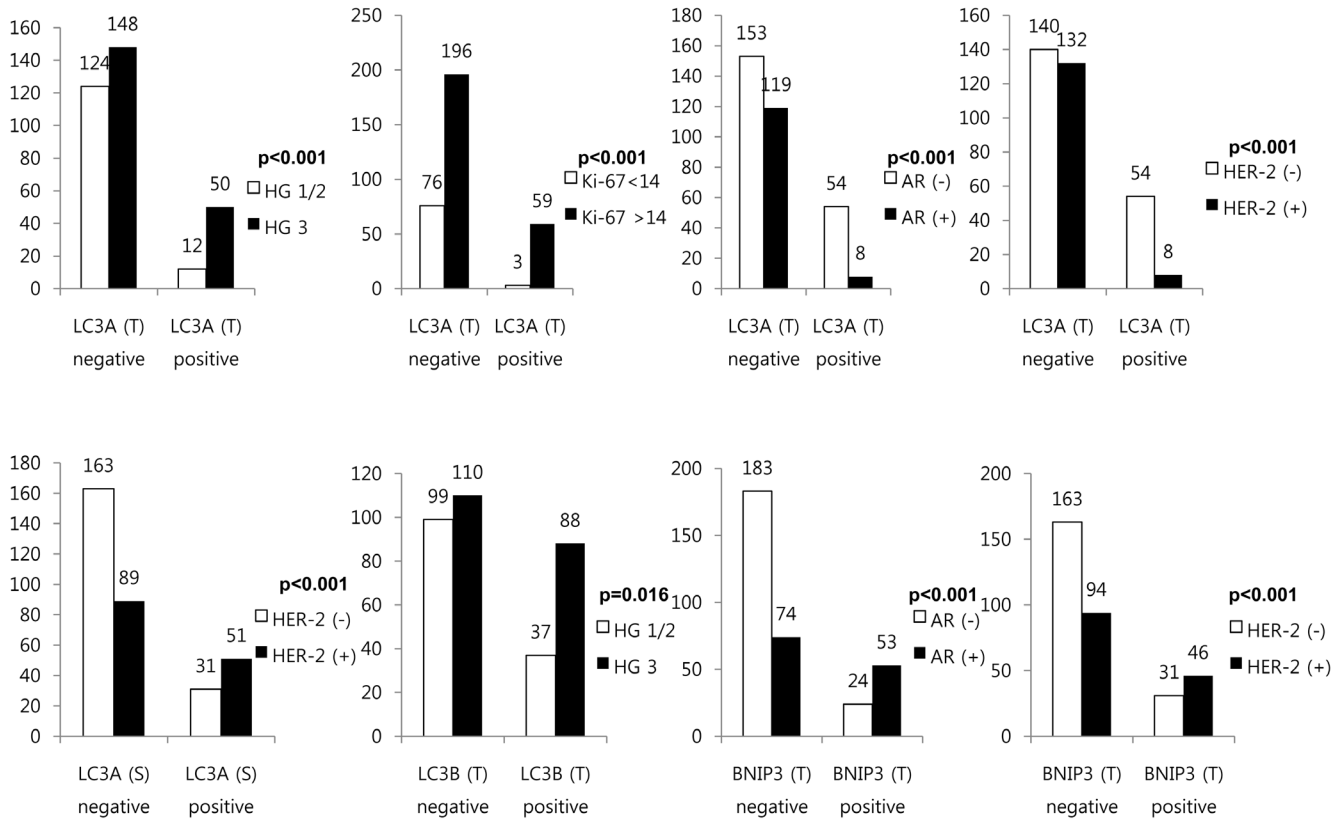 160
140
120
100
80
60
40
20
0
124
148
12
50
p<0.001
HG 1/2
HG 3
LC3A (T) LC3A (T)
negative positive
250
200
150
100
50
0
76
196
3
59
p<0.001
Ki-67<14
Ki-67 >14
LC3A (T) LC3A (T)
negative positive
180
160
140
120
100
80
60
40
20
0
153
119
54
8
p<0.001
AR (-)
AR (+)
LC3A (T) LC3A (T)
negative positive
160
140
120
100
80
60
40
20
0
140
132
54
8
p<0.001
HER-2 (-)
HER-2 (+)
LC3A (T) LC3A (T)
negative positive
180
160
140
120
100
80
60
40
20
0
163
89
31
51
p<0.001
HER-2 (-)
HER-2 (+)
LC3A (S) LC3A (S)
negative positive
120
100
80
60
40
20
0
99
110
37
88
p=0.016
HG 1/2
HG 3
LC3B (T) LC3B (T)
negative positive
200
150
100
50
0
183
74
24
53
p<0.001
AR (-)
AR (+)
BNIP3 (T) BNIP3 (T)
negative positive
200
150
100
50
0
163
94
31
46
p<0.001
HER-2 (-)
HER-2 (+)
BNIP3 (T) BNIP3 (T)
negative positive